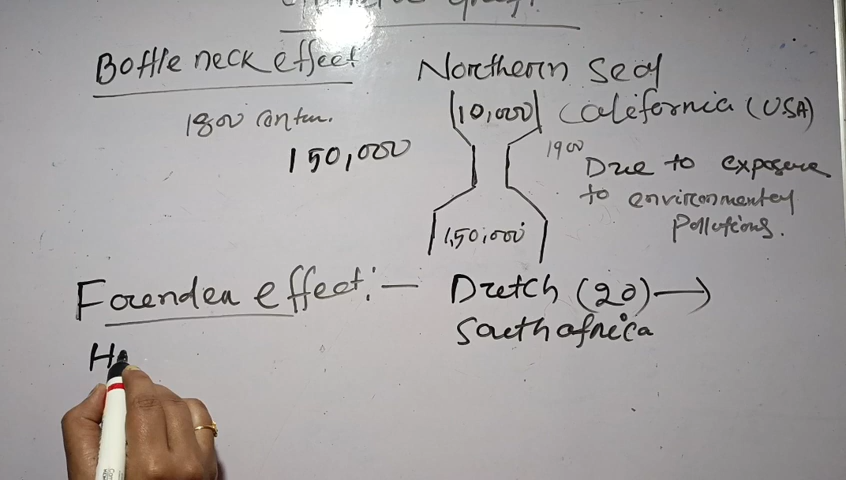 Bottle neck effect
Northern Seal
1800 centur.
150,000
(10,000)
California (USA)
1900
Due to exposure
to environmental
Pollutions.
1,50,000
Founder effect :—
Dutch (20) →
South africa
H